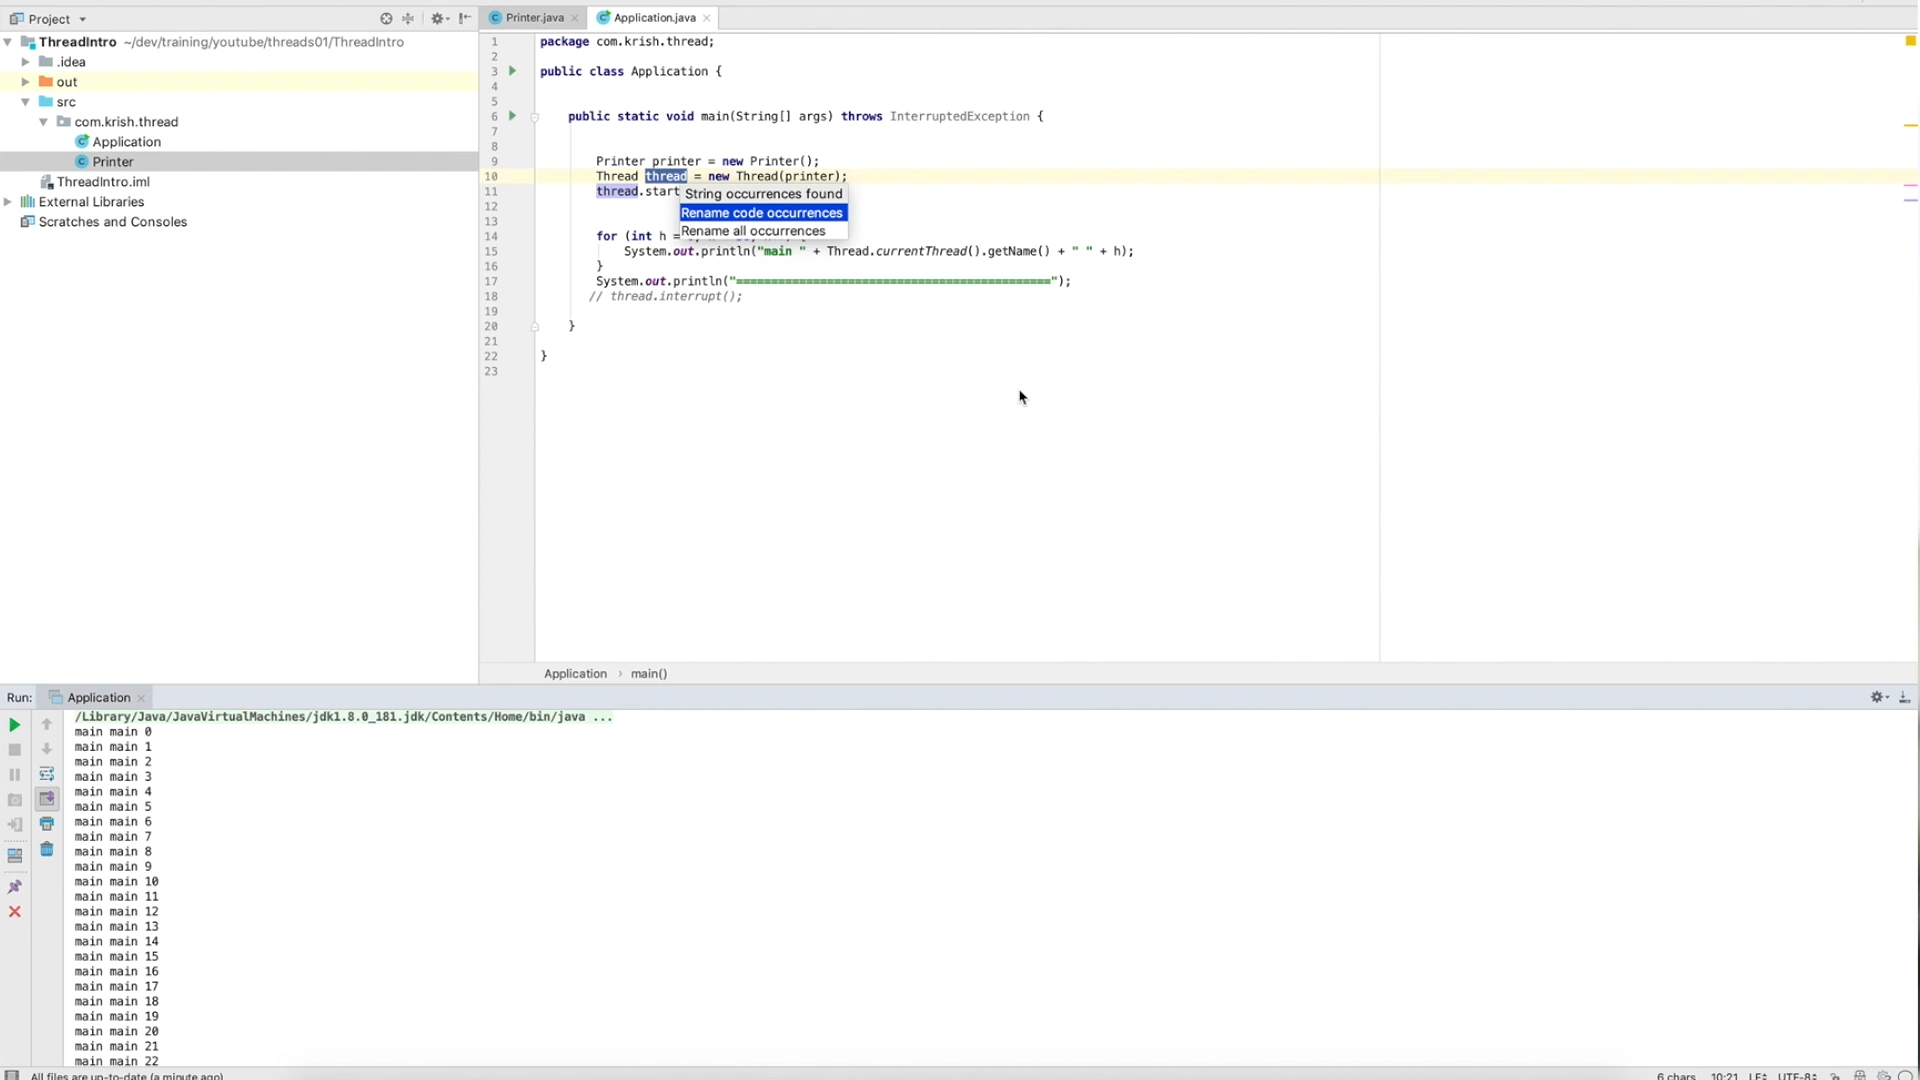 Project
ThreadIntro ~/dev/training/youtube/threads01/ThreadIntro
.idea
out
src
com.krish.thread
Application
Printer
ThreadIntro.iml
External Libraries
Scratches and Consoles
Printer.java
Application.java
1 package com.krish.thread;
2
3 public class Application {
4
5
6 public static void main(String[] args) throws InterruptedException {
7
8
9 Printer printer = new Printer();
10 Thread thread = new Thread(printer);
11 thread.start
String occurrences found
12 Rename code occurrences
13 Rename all occurrences
14 for (int h =
15 System.out.println("main " + Thread.currentThread().getName() + " " + h);
16 }
17 System.out.println("=============================================");
18 // thread.interrupt();
19
20 }
21
22 }
23
Application › main()
Run: Application
/Library/Java/JavaVirtualMachines/jdk1.8.0_181.jdk/Contents/Home/bin/java ...
main main 0
main main 1
main main 2
main main 3
main main 4
main main 5
main main 6
main main 7
main main 8
main main 9
main main 10
main main 11
main main 12
main main 13
main main 14
main main 15
main main 16
main main 17
main main 18
main main 19
main main 20
main main 21
main main 22
All files are up-to-date (a minute ago)
6 chars 10:21 LF UTF-8